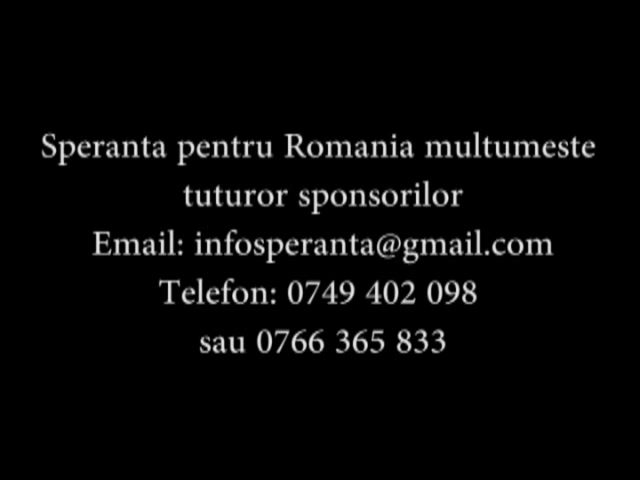 Speranta pentru Romania multumeste
tuturor sponsorilor
Email: infosperanta@gmail.com
Telefon: 0749 402 098
sau 0766 365 833